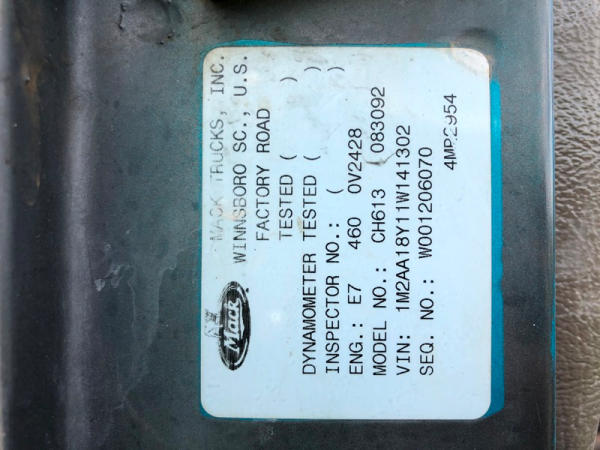 Mack
MACK TRUCKS, INC.
WINNSBORO SC., U.S.
FACTORY ROAD
TESTED ( )
DYNAMOMETER TESTED ( )
INSPECTOR NO.: ( )
ENG.: E7 460 0V2428
MODEL NO.: CH613 083092
VIN: 1M2AA18Y11W141302
SEQ. NO.: W001206070
4MR2954